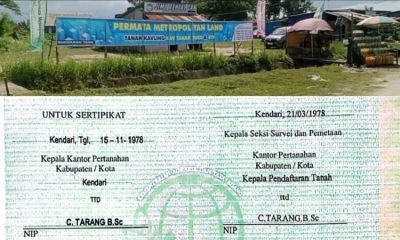 PERMATA METROPOLITAN LAND
TANAH KAVLING
UNTUK SERTIPIKAT
Kendari, Tgl, 15 - 11- 1978
Kepala Kantor Pertanahan
Kabupaten / Kota
Kendari
TTD
C. TARANG B.Sc
NIP
Kendari, 21/03/1978
Kepala Seksi Survei dan Pemetaan
Kantor Pertanahan
Kabupaten / Kota
Kepala Pendaftaran Tanah
ttd
C.TARANG,B.Sc
NIP